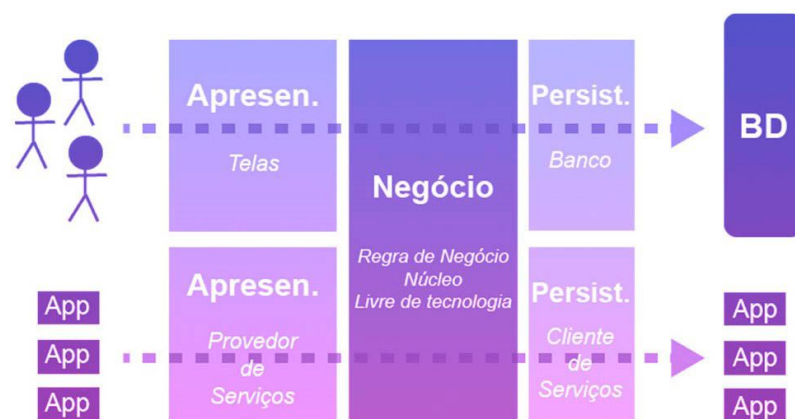 Apresen.
Telas
Negócio
Regra de Negócio
Núcleo
Livre de tecnologia
Persist.
Banco
BD
App
App
App
Apresen.
Provedor
de
Serviços
Persist.
Cliente
de
Serviços
App
App
App